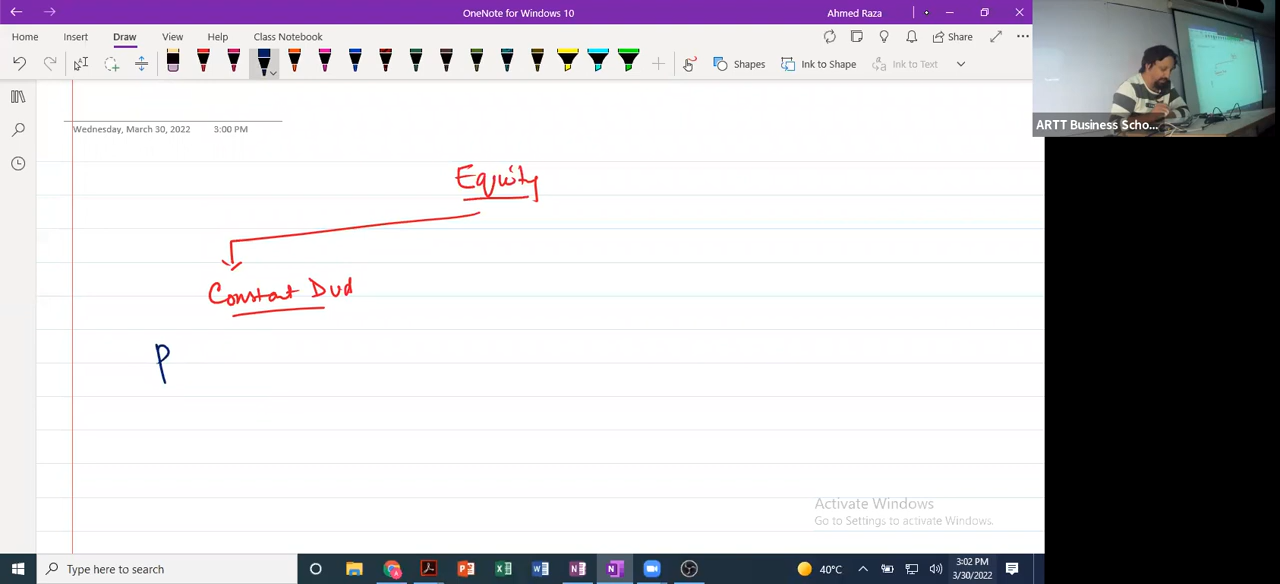 OneNote for Windows 10
Ahmed Raza
Home Insert Draw View Help Class Notebook
Share
Shapes Ink to Shape Ink to Text
ARTT Business Scho...
Wednesday, March 30, 2022 3:00 PM
Equity
Constant Dvd
P
Activate Windows
Go to Settings to activate Windows.
Type here to search
40°C
3:02 PM
3/30/2022